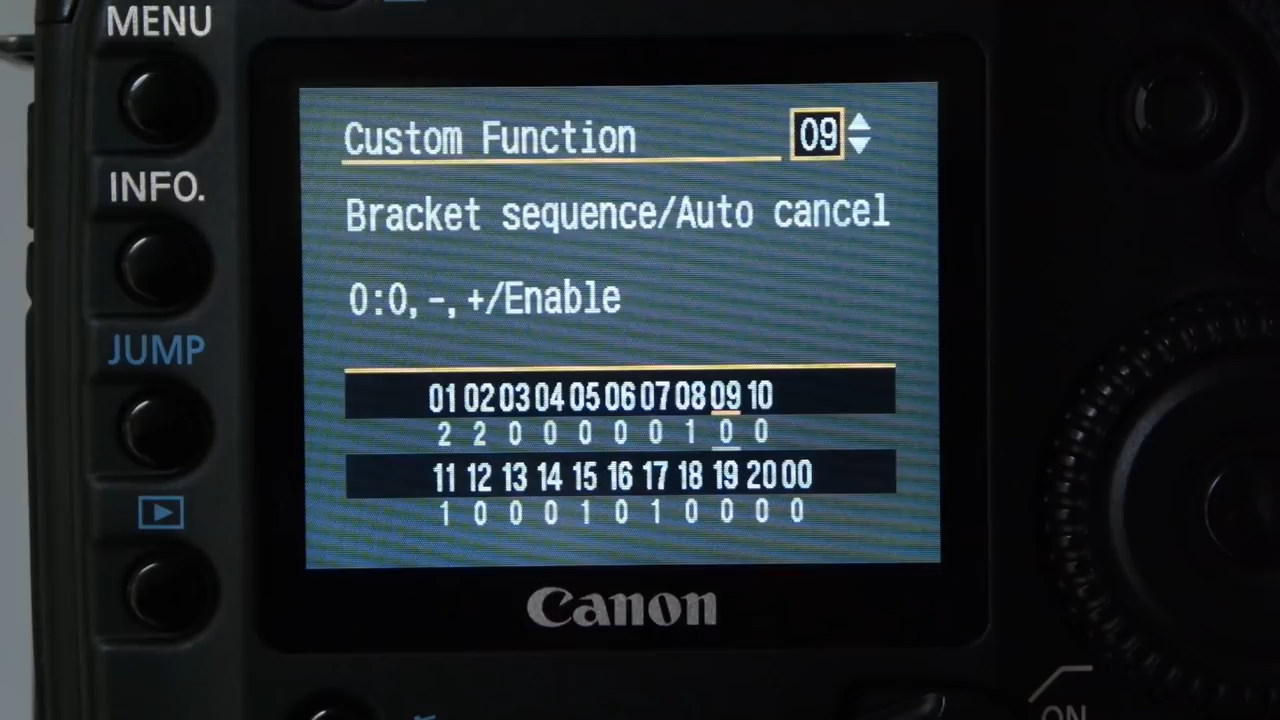 MENU
INFO.
JUMP
Custom Function 09
Bracket sequence/Auto cancel
0:0,-,+/Enable
01 02 03 04 05 06 07 08 09 10
2 2 0 0 0 0 0 1 0 0
11 12 13 14 15 16 17 18 19 20 00
1 0 0 0 1 0 1 0 0 0 0
Canon
ON